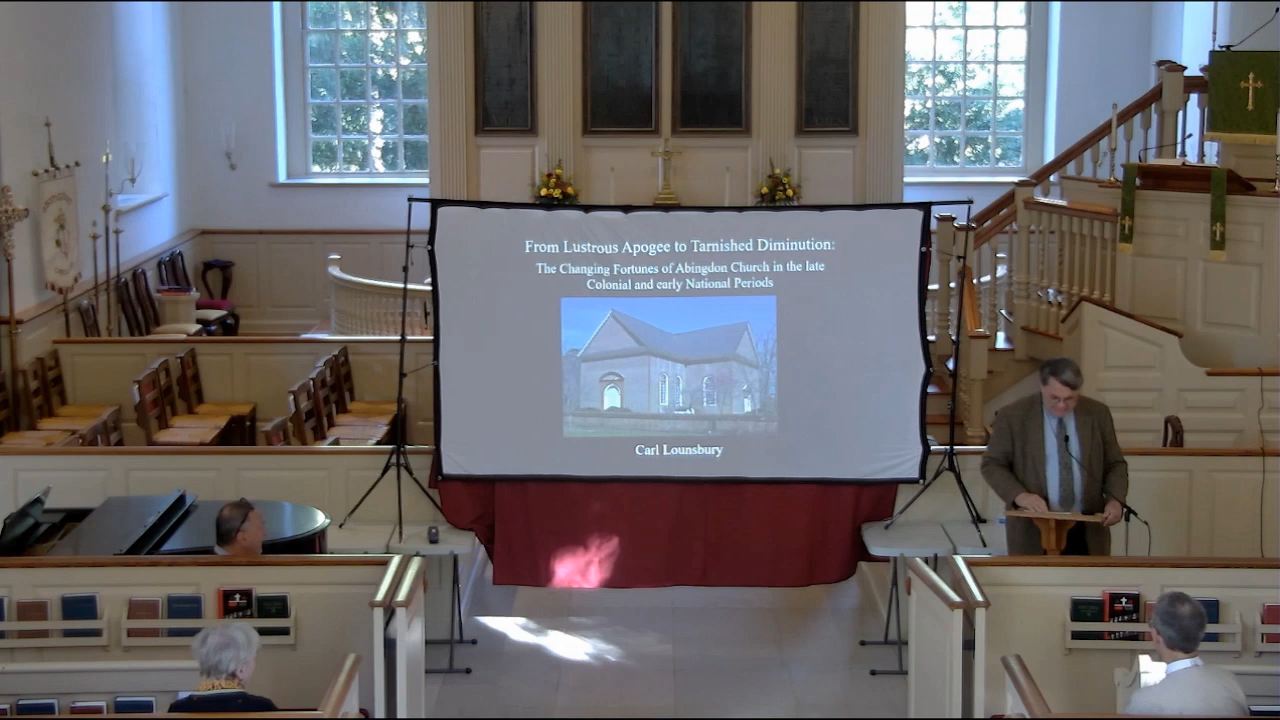 From Lustrous Apogee to Tarnished Diminution:
The Changing Fortunes of Abingdon Church in the late
Colonial and early National Periods
Carl Lounsbury